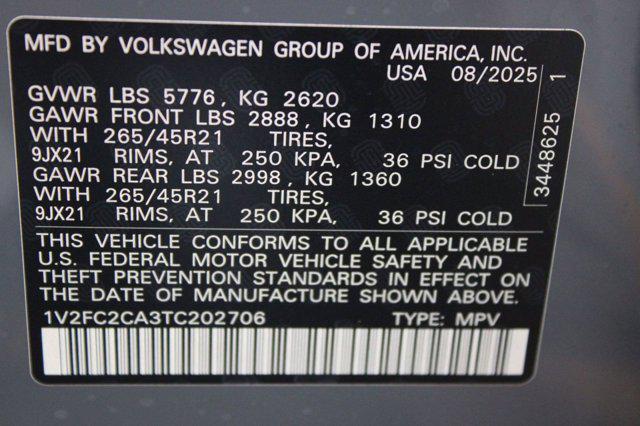 MFD BY VOLKSWAGEN GROUP OF AMERICA, INC.
USA 08/2025
GVWR LBS 5776, KG 2620
GAWR FRONT LBS 2888, KG 1310
WITH 265/45R21 TIRES,
9JX21 RIMS, AT 250 KPA, 36 PSI COLD
GAWR REAR LBS 2998, KG 1360
WITH 265/45R21 TIRES,
9JX21 RIMS, AT 250 KPA, 36 PSI COLD
3448625 1
THIS VEHICLE CONFORMS TO ALL APPLICABLE
U.S. FEDERAL MOTOR VEHICLE SAFETY AND
THEFT PREVENTION STANDARDS IN EFFECT ON
THE DATE OF MANUFACTURE SHOWN ABOVE.
1V2FC2CA3TC202706 TYPE: MPV